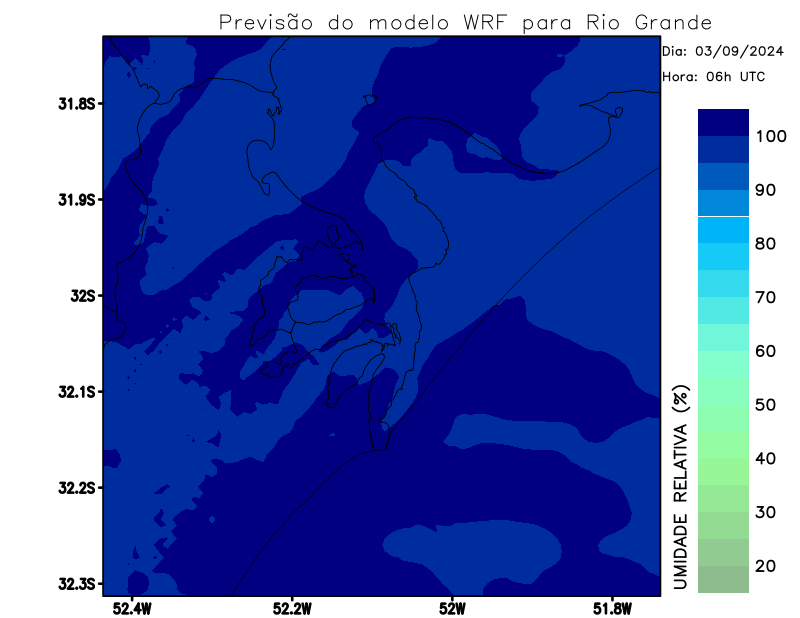 Previsão do modelo WRF para Rio Grande
Dia: 03/09/2024
Hora: 06h UTC
31.8S
31.9S
32S
32.1S
32.2S
32.3S
52.4W
52.2W
52W
51.8W
100
90
80
70
60
50
40
30
20
UMIDADE RELATIVA (%)